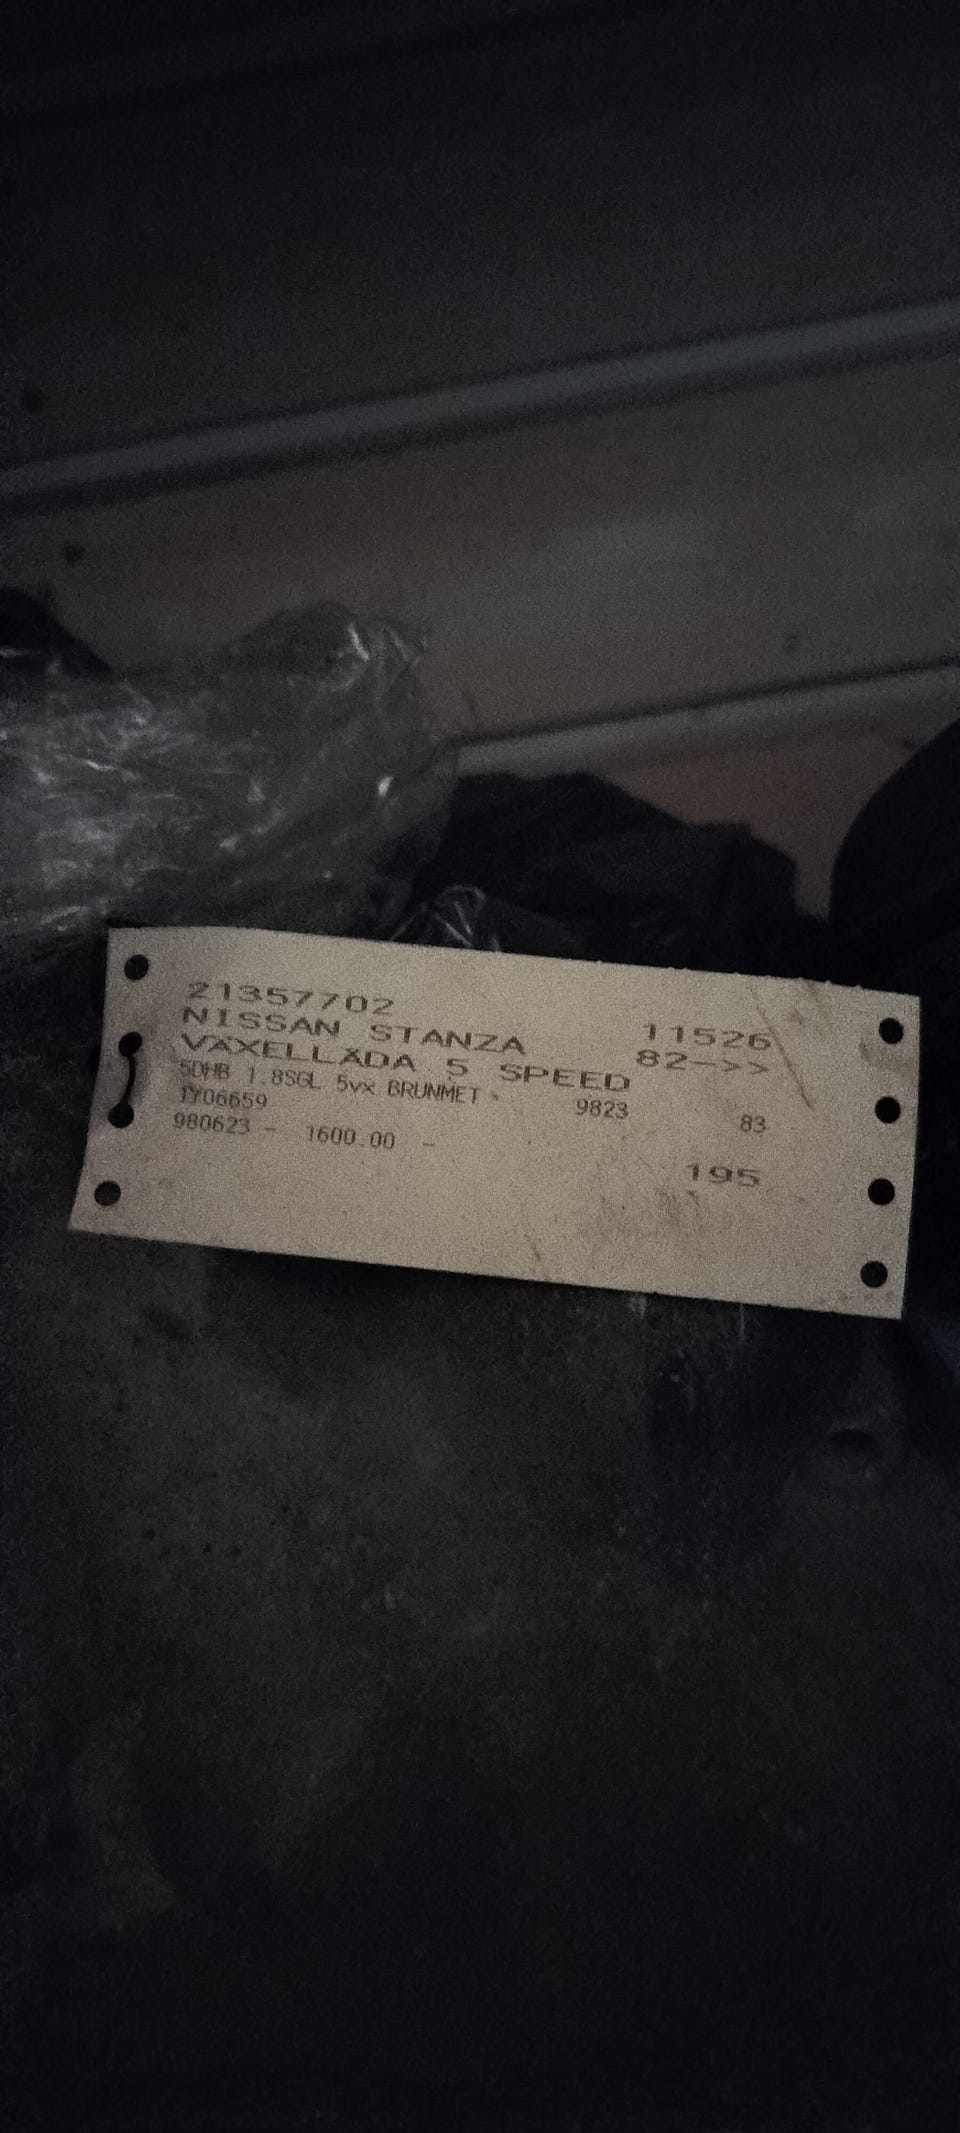 21357702
NISSAN STANZA 11526
VÄXELLÅDA 5 SPEED 82->>
5DHB 1.8SGL 5vx BRUNMET 9823 83
TY06659
980623 - 1600.00 -
195